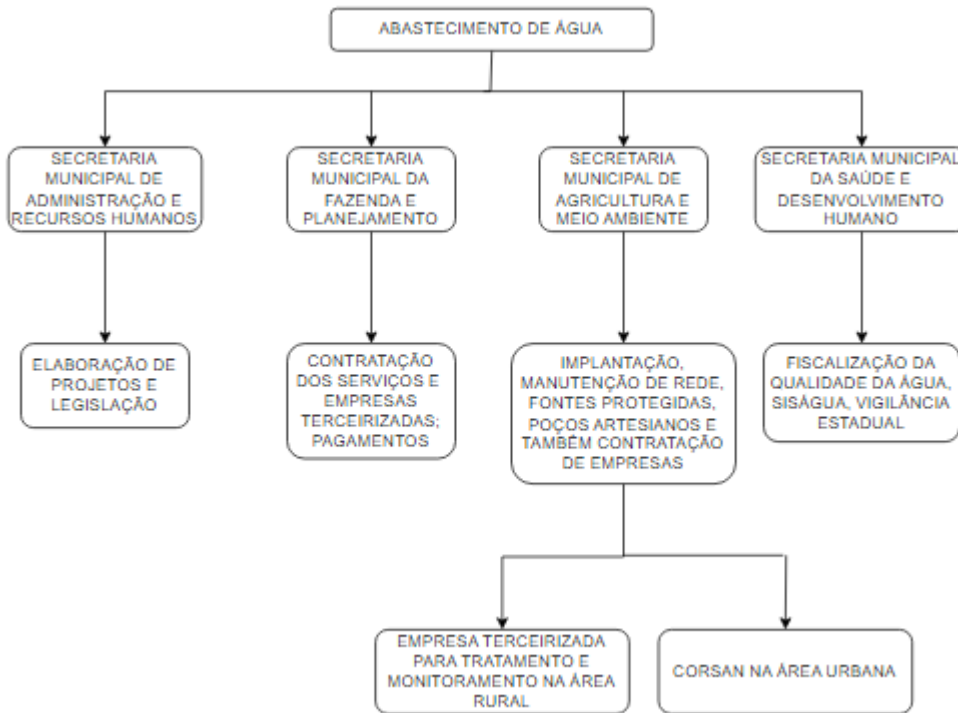 ABASTECIMENTO DE ÁGUA
SECRETARIA
MUNICIPAL DE
ADMINISTRAÇÃO E
RECURSOS HUMANOS
SECRETARIA
MUNICIPAL DA
FAZENDA E
PLANEJAMENTO
SECRETARIA
MUNICIPAL DE
AGRICULTURA E
MEIO AMBIENTE
SECRETARIA MUNICIPAL
DA SAÚDE E
DESENVOLVIMENTO
HUMANO
ELABORAÇÃO DE
PROJETOS E
LEGISLAÇÃO
CONTRATAÇÃO
DOS SERVIÇOS E
EMPRESAS
TERCEIRIZADAS;
PAGAMENTOS
IMPLANTAÇÃO,
MANUTENÇÃO DE REDE,
FONTES PROTEGIDAS,
POÇOS ARTESIANOS E
TAMBÉM CONTRATAÇÃO
DE EMPRESAS
FISCALIZAÇÃO DA
QUALIDADE DA ÁGUA,
SISÁGUA, VIGILÂNCIA
ESTADUAL
EMPRESA TERCEIRIZADA
PARA TRATAMENTO E
MONITORAMENTO NA ÁREA
RURAL
CORSAN NA ÁREA URBANA